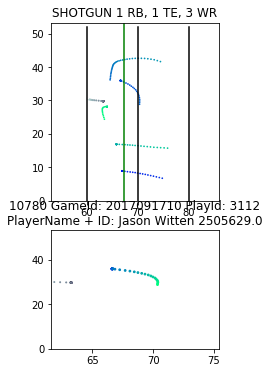 SHOTGUN 1 RB, 1 TE, 3 WR
50
40
30
20
10
0
60 70 80
10780 GameId: 2017091710 PlayId: 3112
PlayerName + ID: Jason Witten 2505629.0
40
20
0
65 70 75